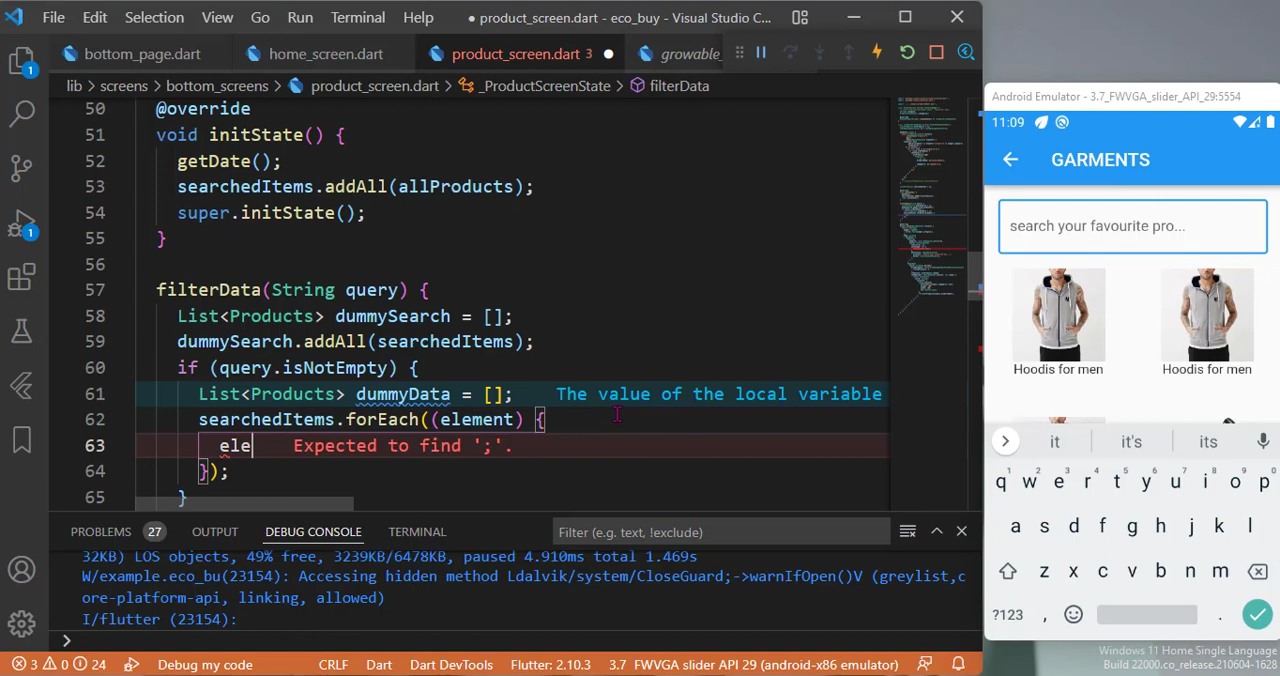 File Edit Selection View Go Run Terminal Help ● product_screen.dart - eco_buy - Visual Studio C...
bottom_page.dart home_screen.dart product_screen.dart 3 ● growable_
lib > screens > bottom_screens > product_screen.dart > _ProductScreenState > filterData
50 @override
51 void initState() {
52 getDate();
53 searchedItems.addAll(allProducts);
54 super.initState();
55 }
56
57 filterData(String query) {
58 List<Products> dummySearch = [];
59 dummySearch.addAll(searchedItems);
60 if (query.isNotEmpty) {
61 List<Products> dummyData = []; The value of the local variable
62 searchedItems.forEach((element) {
63 ele Expected to find ';'.
64 });
65 }
1
1
PROBLEMS 27 OUTPUT DEBUG CONSOLE TERMINAL Filter (e.g. text, !exclude)
32KB) LOS objects, 49% free, 3239KB/6478KB, paused 4.910ms total 1.469s
W/example.eco_bu(23154): Accessing hidden method Ldalvik/system/CloseGuard;->warnIfOpen()V (greylist,c
ore-platform-api, linking, allowed)
I/flutter (23154):
>
3 0 24 Debug my code CRLF Dart Dart DevTools Flutter: 2.10.3 3.7 FWVGA slider API 29 (android-x86 emulator)
Android Emulator - 3.7_FWVGA_slider_API_29:5554
11:09
GARMENTS
search your favourite pro...
Hoodis for men Hoodis for men
it it's its
q w e r t y u i o p
a s d f g h j k l
z x c v b n m
?123 , .
Windows 11 Home Single Language
Build 22000.co_release.210604-1628